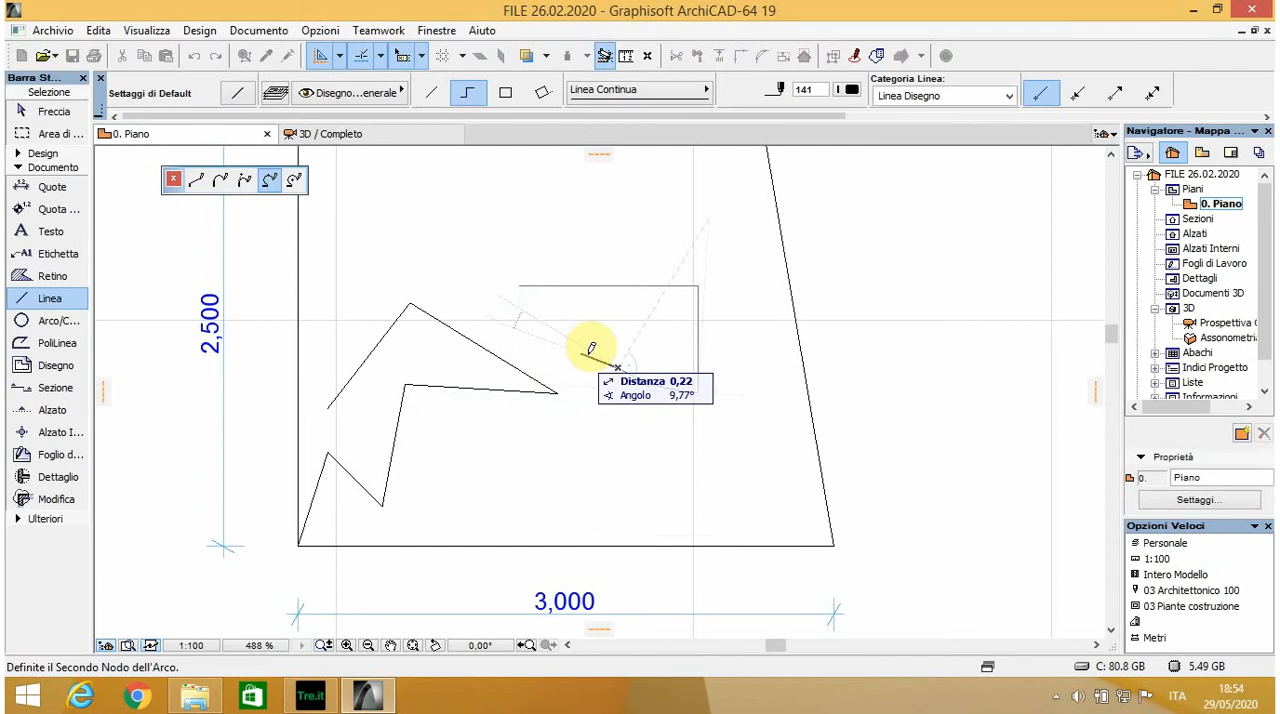 FILE 26.02.2020 - Graphisoft ArchiCAD-64 19
Archivio Edita Visualizza Design Documento Opzioni Teamwork Finestre Aiuto
Barra St...
Selezione
Freccia
Area di ...
Design
Documento
Quote
Quota ...
Testo
Etichetta
Retino
Linea
Arco/C...
PoliLinea
Disegno
Sezione
Alzato
Alzato I...
Foglio d...
Dettaglio
Modifica
Ulteriori
Settaggi di Default
Disegno...enerale
Linea Continua
141
Categoria Linea:
Linea Disegno
0. Piano
3D / Completo
2,500
3,000
Distanza 0,22
Angolo 9,77°
Navigatore - Mappa ...
FILE 26.02.2020
Piani
0. Piano
Sezioni
Alzati
Alzati Interni
Fogli di Lavoro
Dettagli
Documenti 3D
3D
Prospettiva
Assonometri
Abachi
Indici Progetto
Liste
Informazioni
Proprietà
0. Piano
Settaggi...
Opzioni Veloci
Personale
1:100
Intero Modello
03 Architettonico 100
03 Piante costruzione
Metri
1:100 488 % 0,00°
Definite il Secondo Nodo dell'Arco.
C: 80.8 GB 5.49 GB
Tre.it
ITA
18:54
29/05/2020